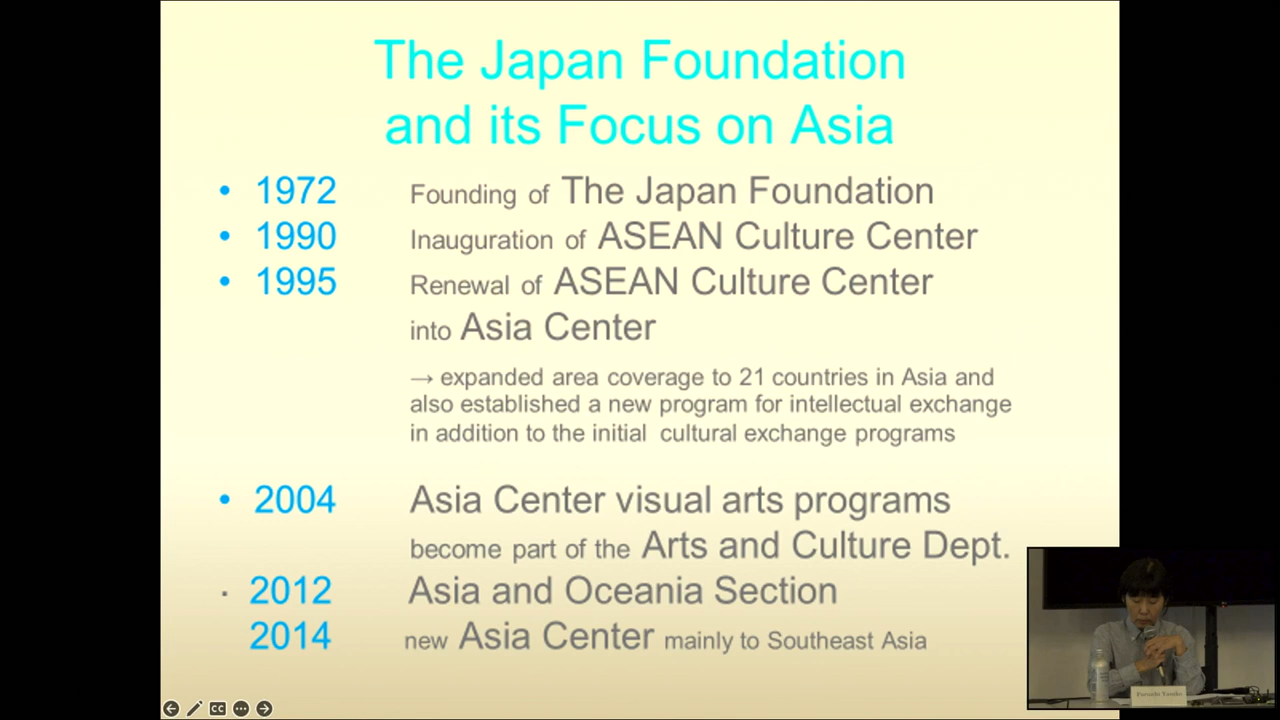 The Japan Foundation
and its Focus on Asia
• 1972 Founding of The Japan Foundation
• 1990 Inauguration of ASEAN Culture Center
• 1995 Renewal of ASEAN Culture Center
into Asia Center
→ expanded area coverage to 21 countries in Asia and
also established a new program for intellectual exchange
in addition to the initial cultural exchange programs
• 2004 Asia Center visual arts programs
become part of the Arts and Culture Dept.
· 2012 Asia and Oceania Section
2014 new Asia Center mainly to Southeast Asia
CC